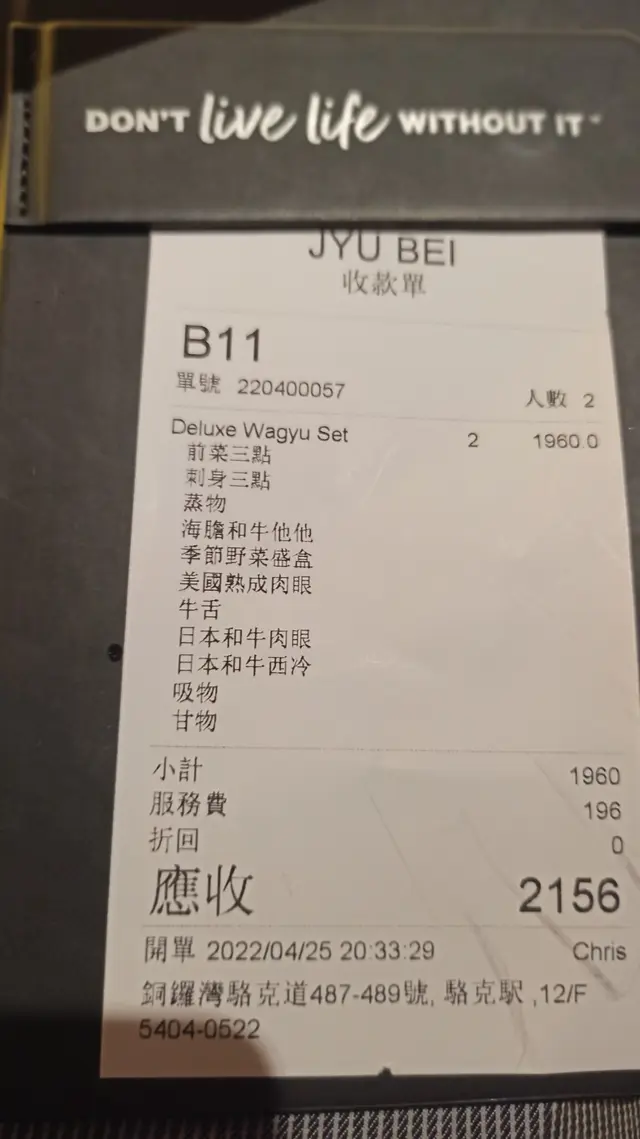 DON'T live life WITHOUT IT
JYU BEI
收款單
B11
單號 220400057 人數 2
Deluxe Wagyu Set 2 1960.0
前菜三點
刺身三點
蒸物
海膽和牛他他
季節野菜盛盒
美國熟成肉眼
牛舌
日本和牛肉眼
日本和牛西冷
吸物
甘物
小計 1960
服務費 196
折回 0
應收 2156
開單 2022/04/25 20:33:29 Chris
銅鑼灣駱克道487-489號, 駱克駅 ,12/F
5404-0522